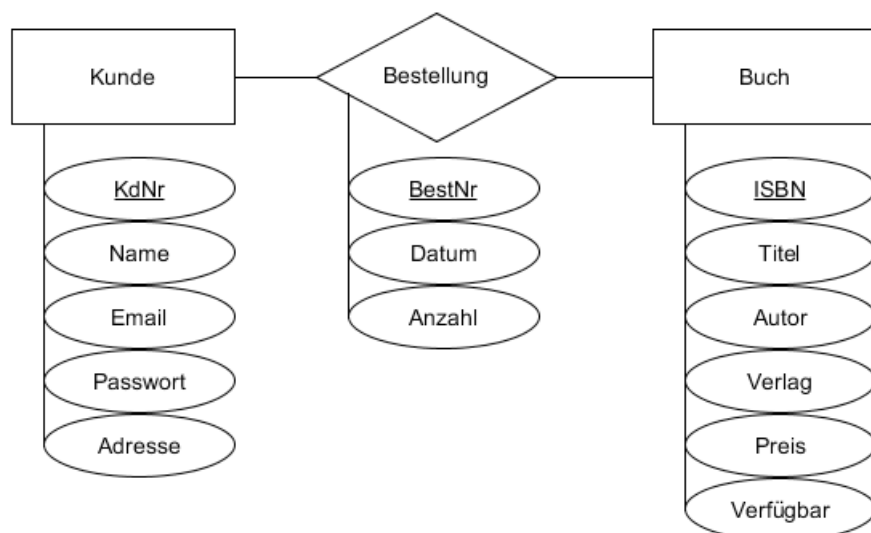 Kunde
Bestellung
Buch
KdNr
Name
Email
Passwort
Adresse
BestNr
Datum
Anzahl
ISBN
Titel
Autor
Verlag
Preis
Verfügbar